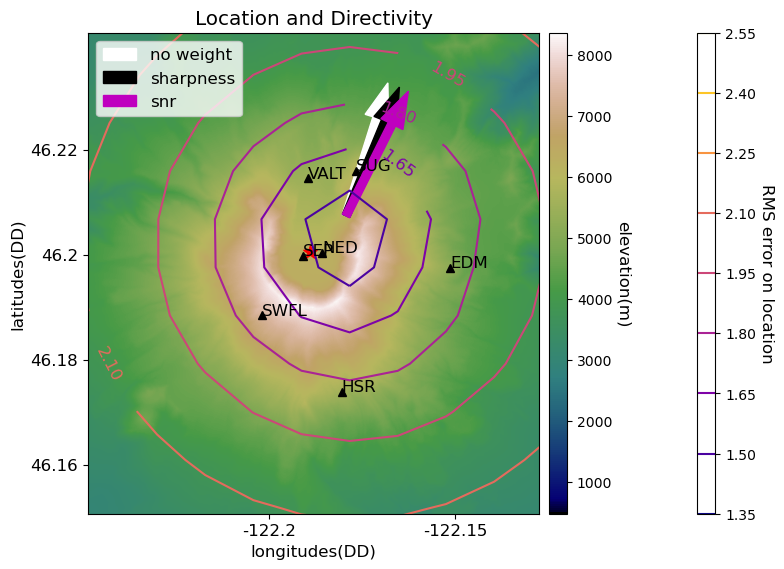 Location and Directivity
no weight
sharpness
snr
1.95
1.65
VALT
SUG
NED
EDM
SWFL
HSR
2.10
46.22
46.2
46.18
46.16
latitudes(DD)
-122.2
-122.15
longitudes(DD)
8000
7000
6000
5000
4000
3000
2000
1000
elevation(m)
2.55
2.40
2.25
2.10
1.95
1.80
1.65
1.50
1.35
RMS error on location